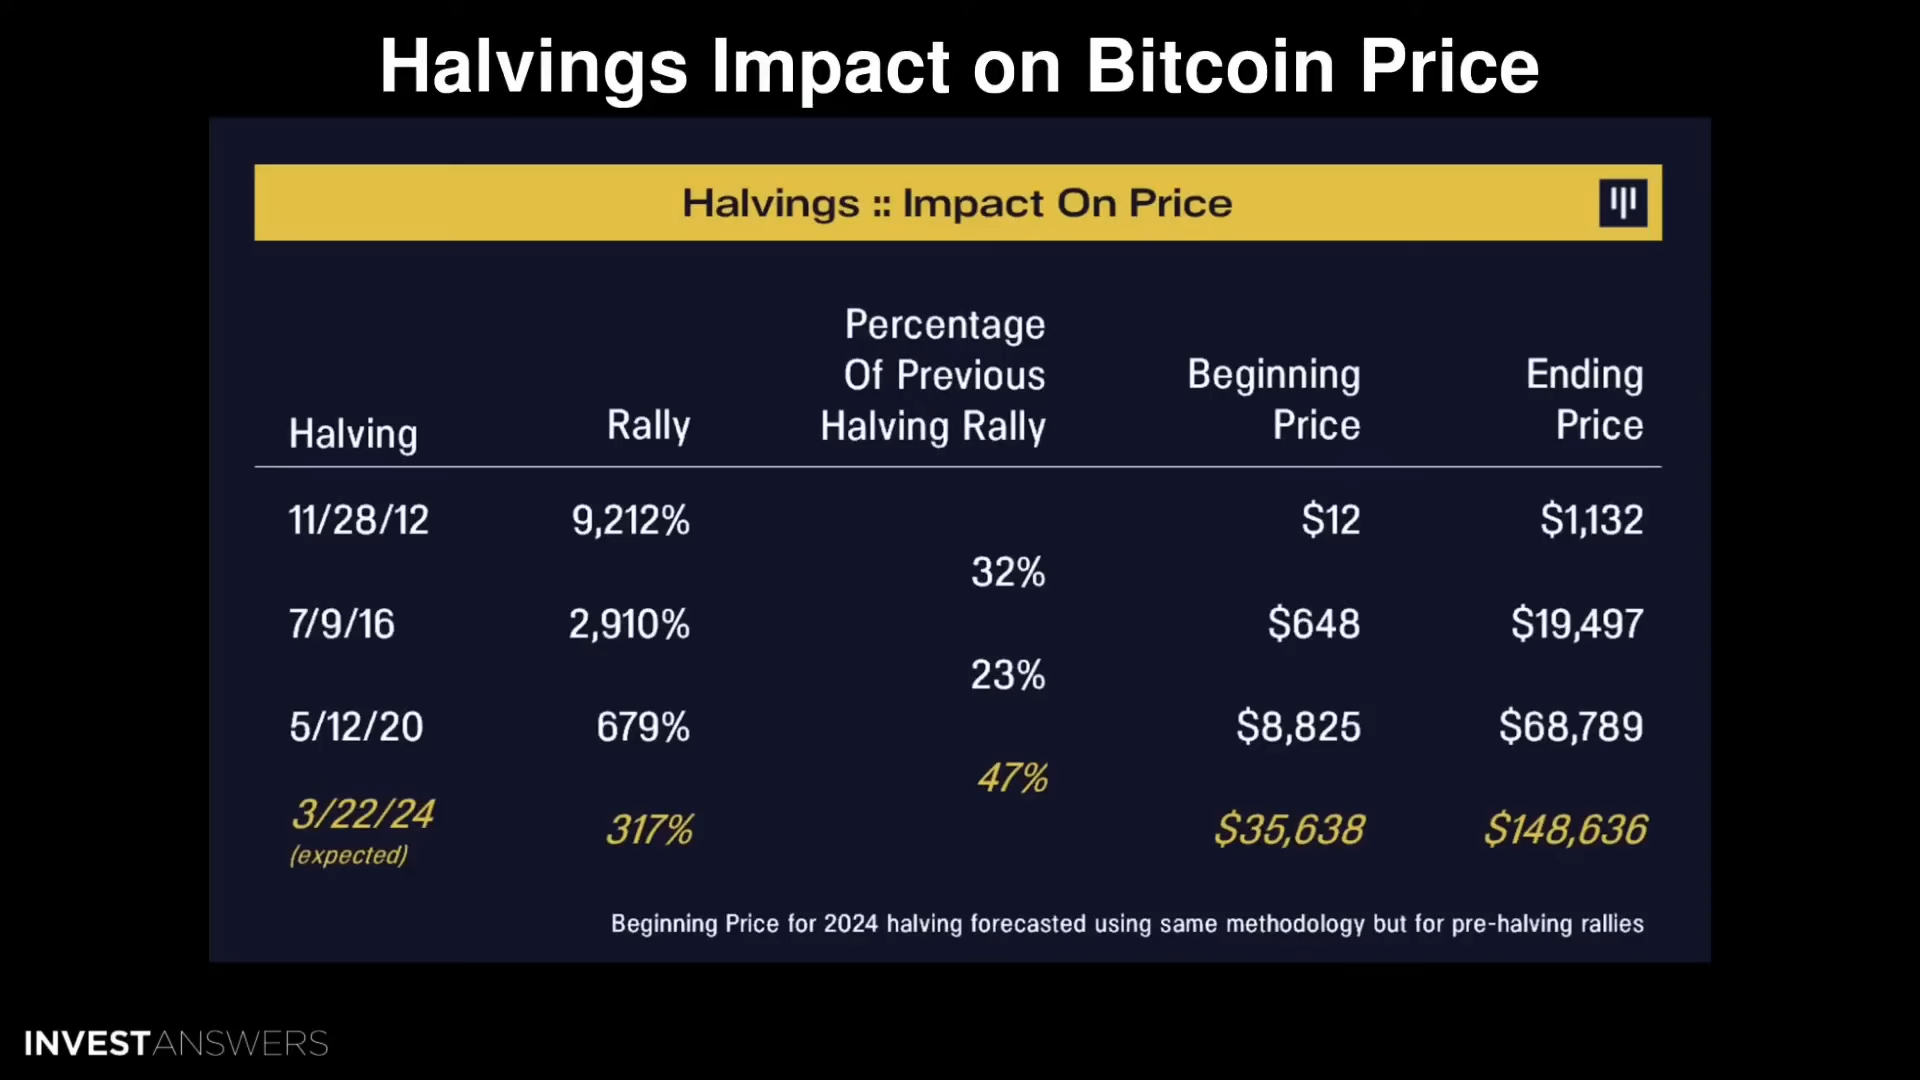 Halvings Impact on Bitcoin Price
Halvings :: Impact On Price
Halving
Rally
Percentage
Of Previous
Halving Rally
Beginning
Price
Ending
Price
11/28/12 9,212% $12 $1,132
32%
7/9/16 2,910% $648 $19,497
23%
5/12/20 679% $8,825 $68,789
47%
3/22/24 317% $35,638 $148,636
(expected)
Beginning Price for 2024 halving forecasted using same methodology but for pre-halving rallies
INVESTANSWERS